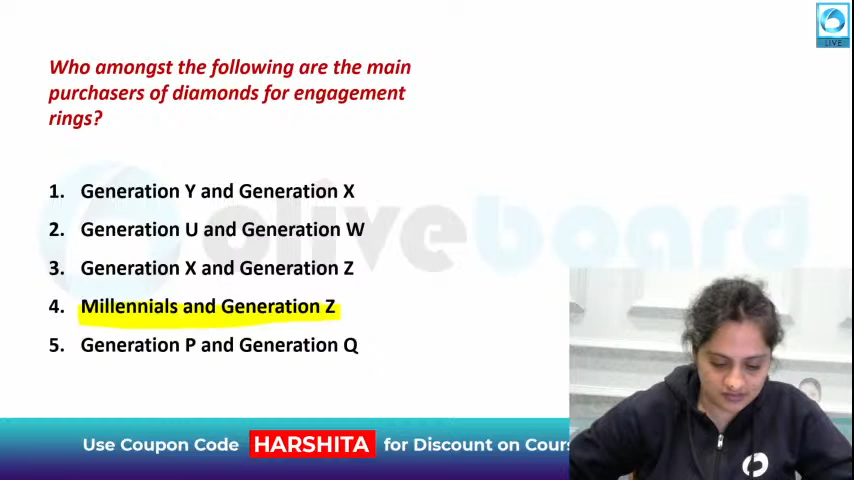 LIVE
Who amongst the following are the main
purchasers of diamonds for engagement
rings?
oliveboard
1. Generation Y and Generation X
2. Generation U and Generation W
3. Generation X and Generation Z
4. Millennials and Generation Z
5. Generation P and Generation Q
Use Coupon Code HARSHITA for Discount on Cours